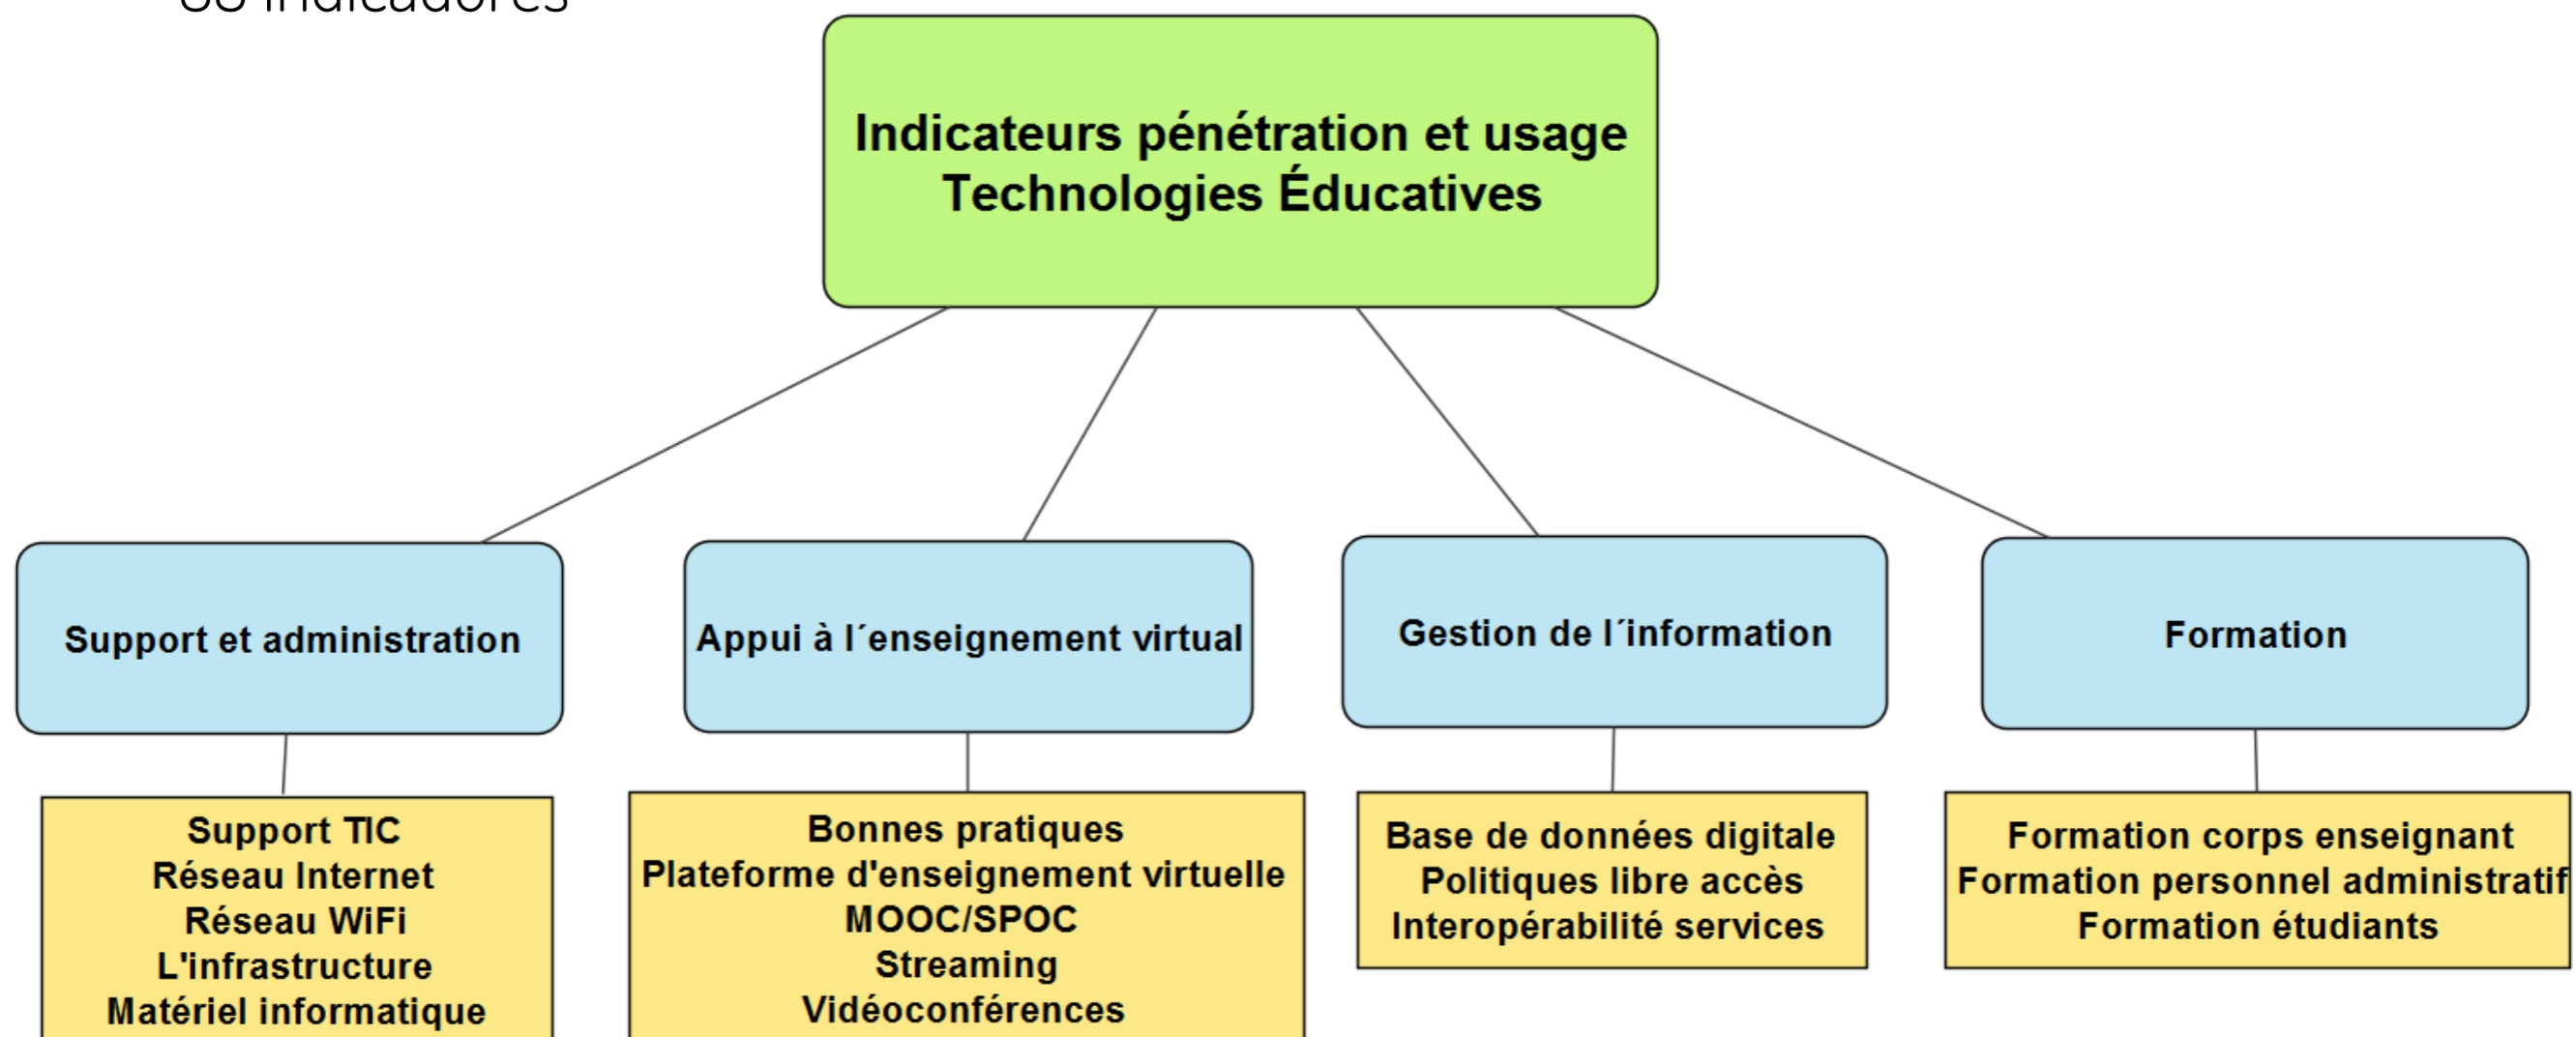 indicadores
Indicateurs pénétration et usage
Technologies Éducatives
Support et administration
Appui à l´enseignement virtual
Gestion de l´information
Formation
Support TIC
Réseau Internet
Réseau WiFi
L'infrastructure
Matériel informatique
Bonnes pratiques
Plateforme d'enseignement virtuelle
MOOC/SPOC
Streaming
Vidéoconférences
Base de données digitale
Politiques libre accès
Interopérabilité services
Formation corps enseignant
Formation personnel administratif
Formation étudiants